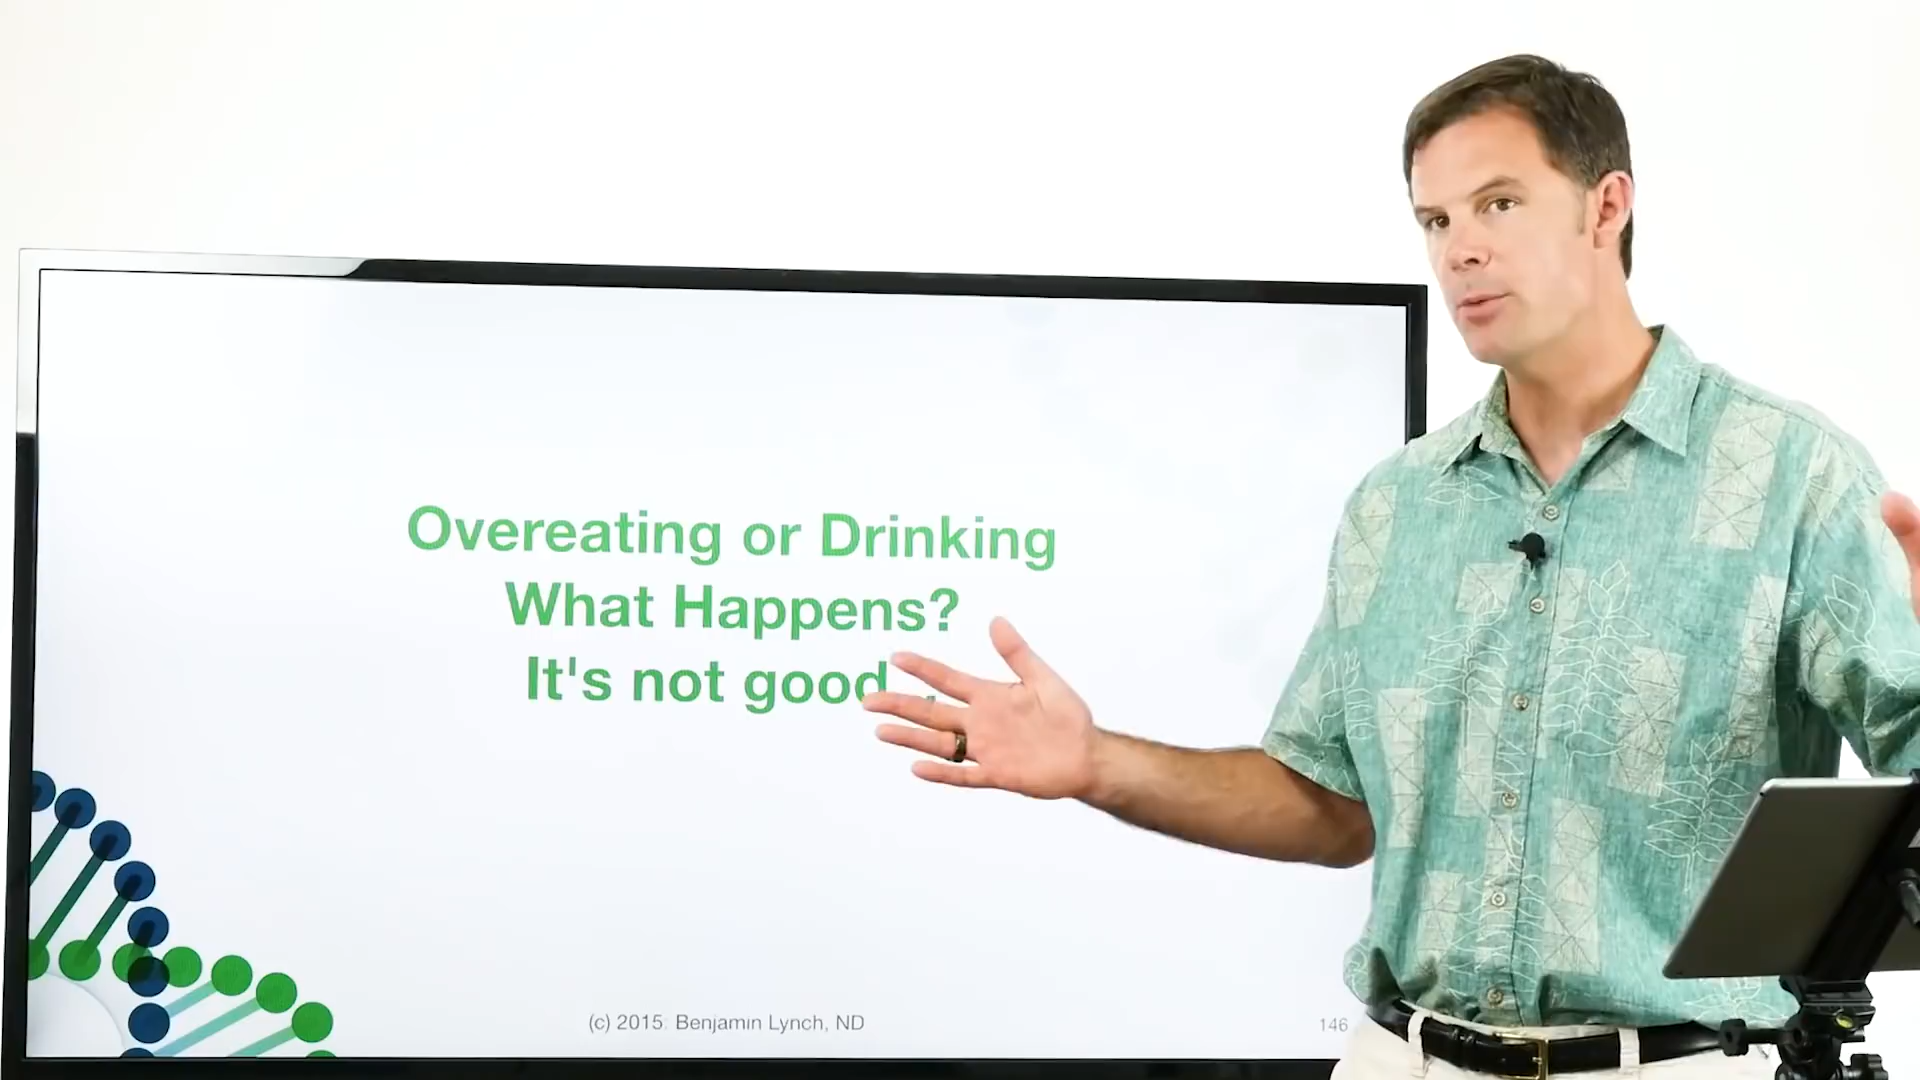 Overeating or Drinking
What Happens?
It's not good...
(c) 2015: Benjamin Lynch, ND
146